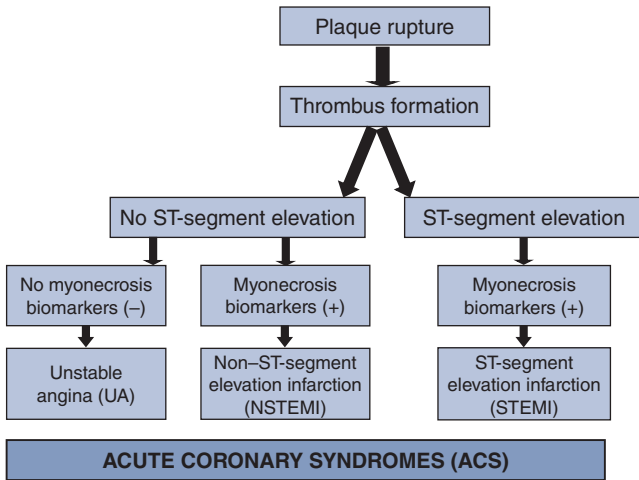 Plaque rupture
Thrombus formation
No ST-segment elevation
ST-segment elevation
No myonecrosis
biomarkers (–)
Myonecrosis
biomarkers (+)
Myonecrosis
biomarkers (+)
Unstable
angina (UA)
Non–ST-segment
elevation infarction
(NSTEMI)
ST-segment
elevation infarction
(STEMI)
ACUTE CORONARY SYNDROMES (ACS)